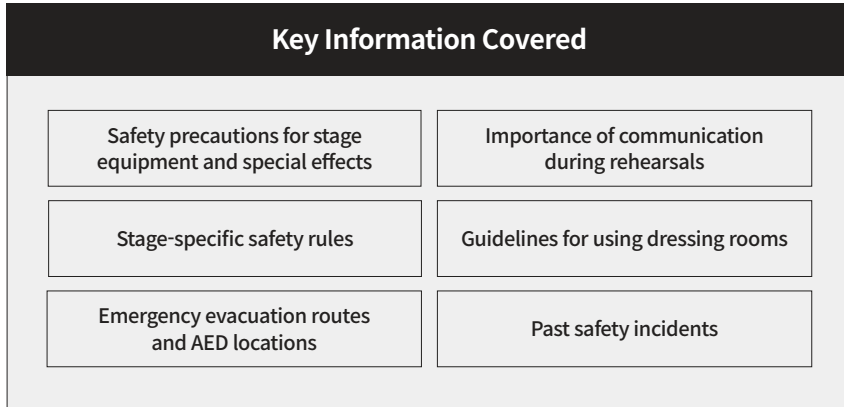 Key Information Covered
Safety precautions for stage
equipment and special effects
Importance of communication
during rehearsals
Stage-specific safety rules
Guidelines for using dressing rooms
Emergency evacuation routes
and AED locations
Past safety incidents